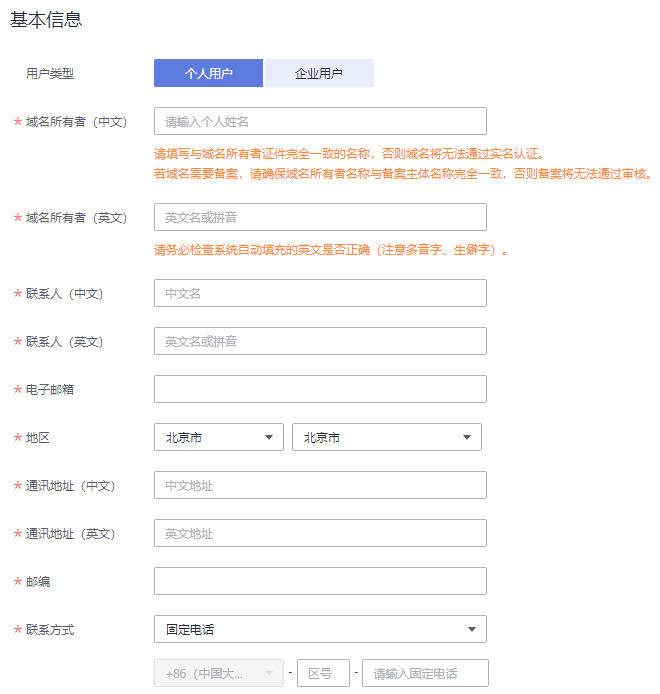 基本信息
用户类型 个人用户 企业用户
* 域名所有者（中文） 请输入个人姓名
请填写与域名所有者证件完全一致的名称，否则域名将无法通过实名认证。
若域名需要备案，请确保域名所有者名称与备案主体名称完全一致，否则备案将无法通过审核。
* 域名所有者（英文） 英文名或拼音
请务必检查系统自动填充的英文是否正确（注意多音字、生僻字）。
* 联系人（中文） 中文名
* 联系人（英文） 英文名或拼音
* 电子邮箱
* 地区 北京市 北京市
* 通讯地址（中文） 中文地址
* 通讯地址（英文） 英文地址
* 邮编
* 联系方式 固定电话
+86（中国大... - 区号 - 请输入固定电话